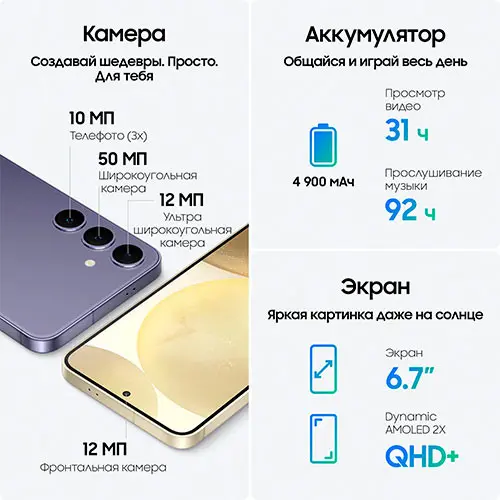 Камера
Создавай шедевры. Просто.
Для тебя
10 МП
Телефото (3x)
50 МП
Широкоугольная
камера
12 МП
Ультра
широкоугольная
камера
12 МП
Фронтальная камера
Аккумулятор
Общайся и играй весь день
4 900 мАч
Просмотр
видео
31 ч
Прослушивание
музыки
92 ч
Экран
Яркая картинка даже на солнце
Экран
6.7”
Dynamic
AMOLED 2X
QHD+